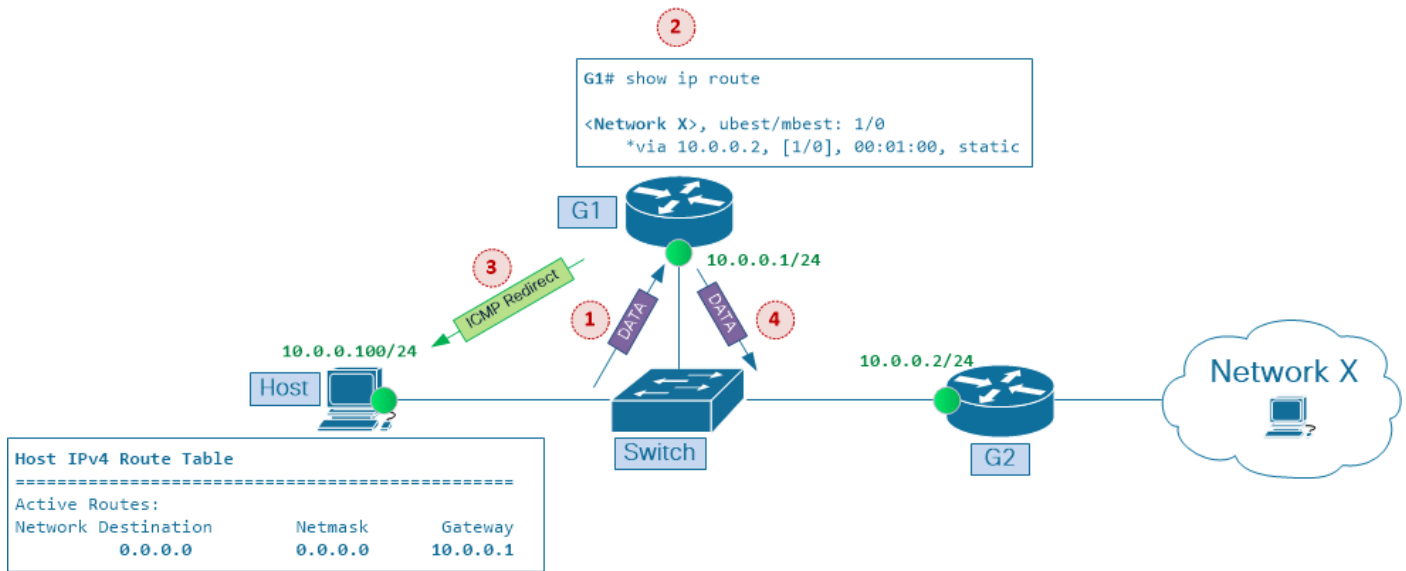 2
G1# show ip route
<Network X>, ubest/mbest: 1/0
*via 10.0.0.2, [1/0], 00:01:00, static
G1
10.0.0.1/24
3
ICMP Redirect
1
DATA
DATA
4
10.0.0.100/24
Host
?
Switch
10.0.0.2/24
G2
Network X
?
Host IPv4 Route Table
================================================
Active Routes:
Network Destination Netmask Gateway
0.0.0.0 0.0.0.0 10.0.0.1